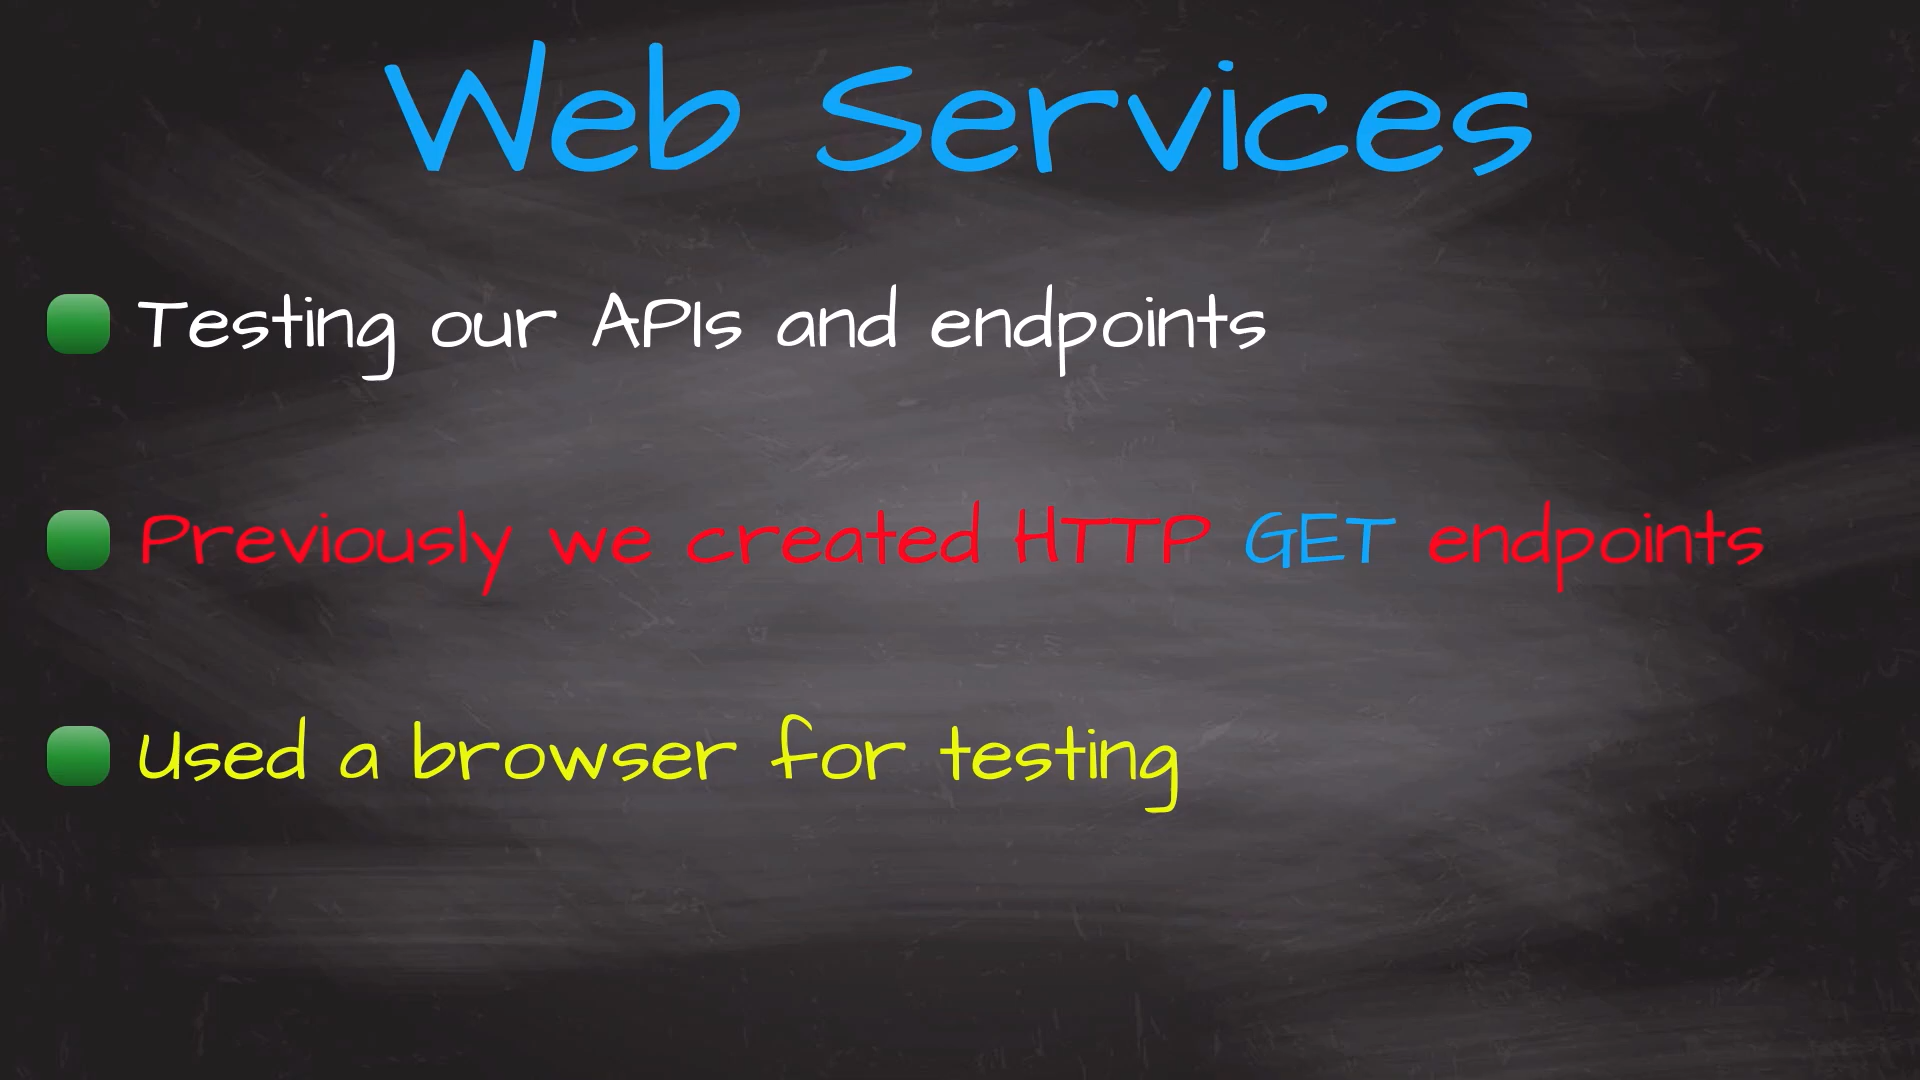 Web Services
Testing our APIs and endpoints
Previously we created HTTP GET endpoints
Used a browser for testing